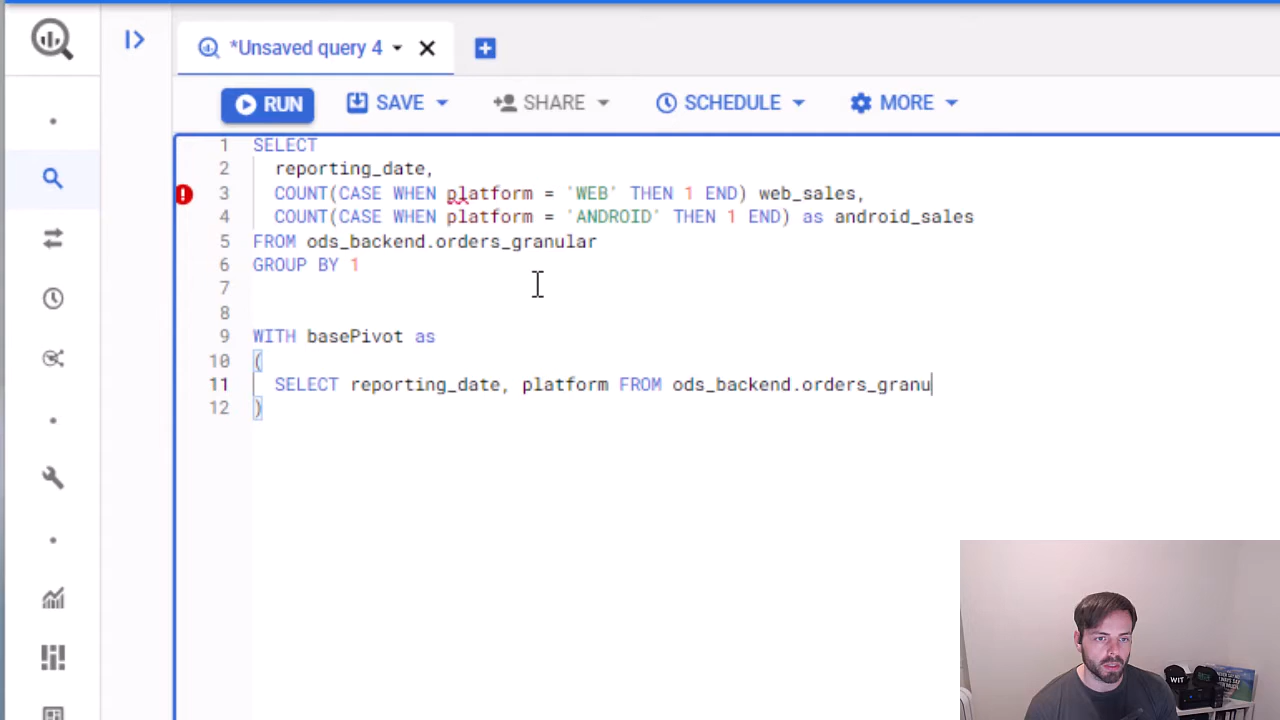 *Unsaved query 4
RUN SAVE SHARE SCHEDULE MORE
1 SELECT
2 reporting_date,
3 COUNT(CASE WHEN platform = 'WEB' THEN 1 END) web_sales,
4 COUNT(CASE WHEN platform = 'ANDROID' THEN 1 END) as android_sales
5 FROM ods_backend.orders_granular
6 GROUP BY 1
7
8
9 WITH basePivot as
10 (
11 SELECT reporting_date, platform FROM ods_backend.orders_granu
12 )
WIT